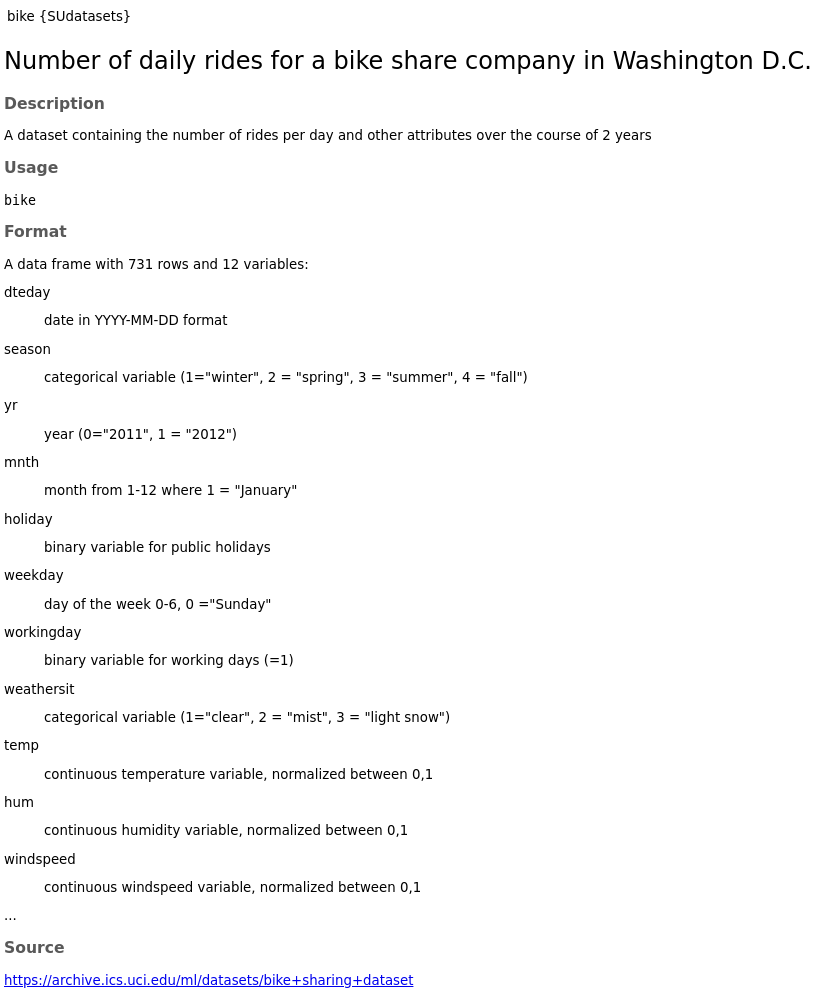 bike {SUdatasets}
Number of daily rides for a bike share company in Washington D.C.
Description
A dataset containing the number of rides per day and other attributes over the course of 2 years
Usage
bike
Format
A data frame with 731 rows and 12 variables:
dteday
date in YYYY-MM-DD format
season
categorical variable (1="winter", 2 = "spring", 3 = "summer", 4 = "fall")
yr
year (0="2011", 1 = "2012")
mnth
month from 1-12 where 1 = "January"
holiday
binary variable for public holidays
weekday
day of the week 0-6, 0 ="Sunday"
workingday
binary variable for working days (=1)
weathersit
categorical variable (1="clear", 2 = "mist", 3 = "light snow")
temp
continuous temperature variable, normalized between 0,1
hum
continuous humidity variable, normalized between 0,1
windspeed
continuous windspeed variable, normalized between 0,1
...
Source
https://archive.ics.uci.edu/ml/datasets/bike+sharing+dataset